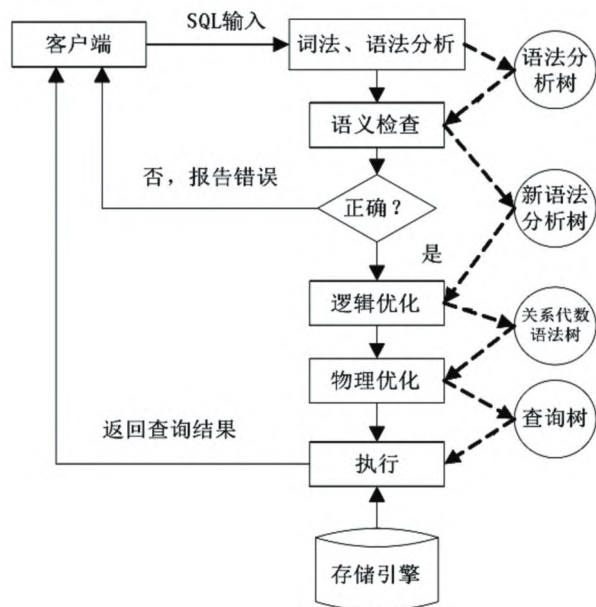 SQL输入
客户端
词法、语法分析
语法分
析树
语义检查
否，报告错误
正确？
新语法
分析树
是
逻辑优化
关系代数
语法树
物理优化
返回查询结果
查询树
执行
存储引擎